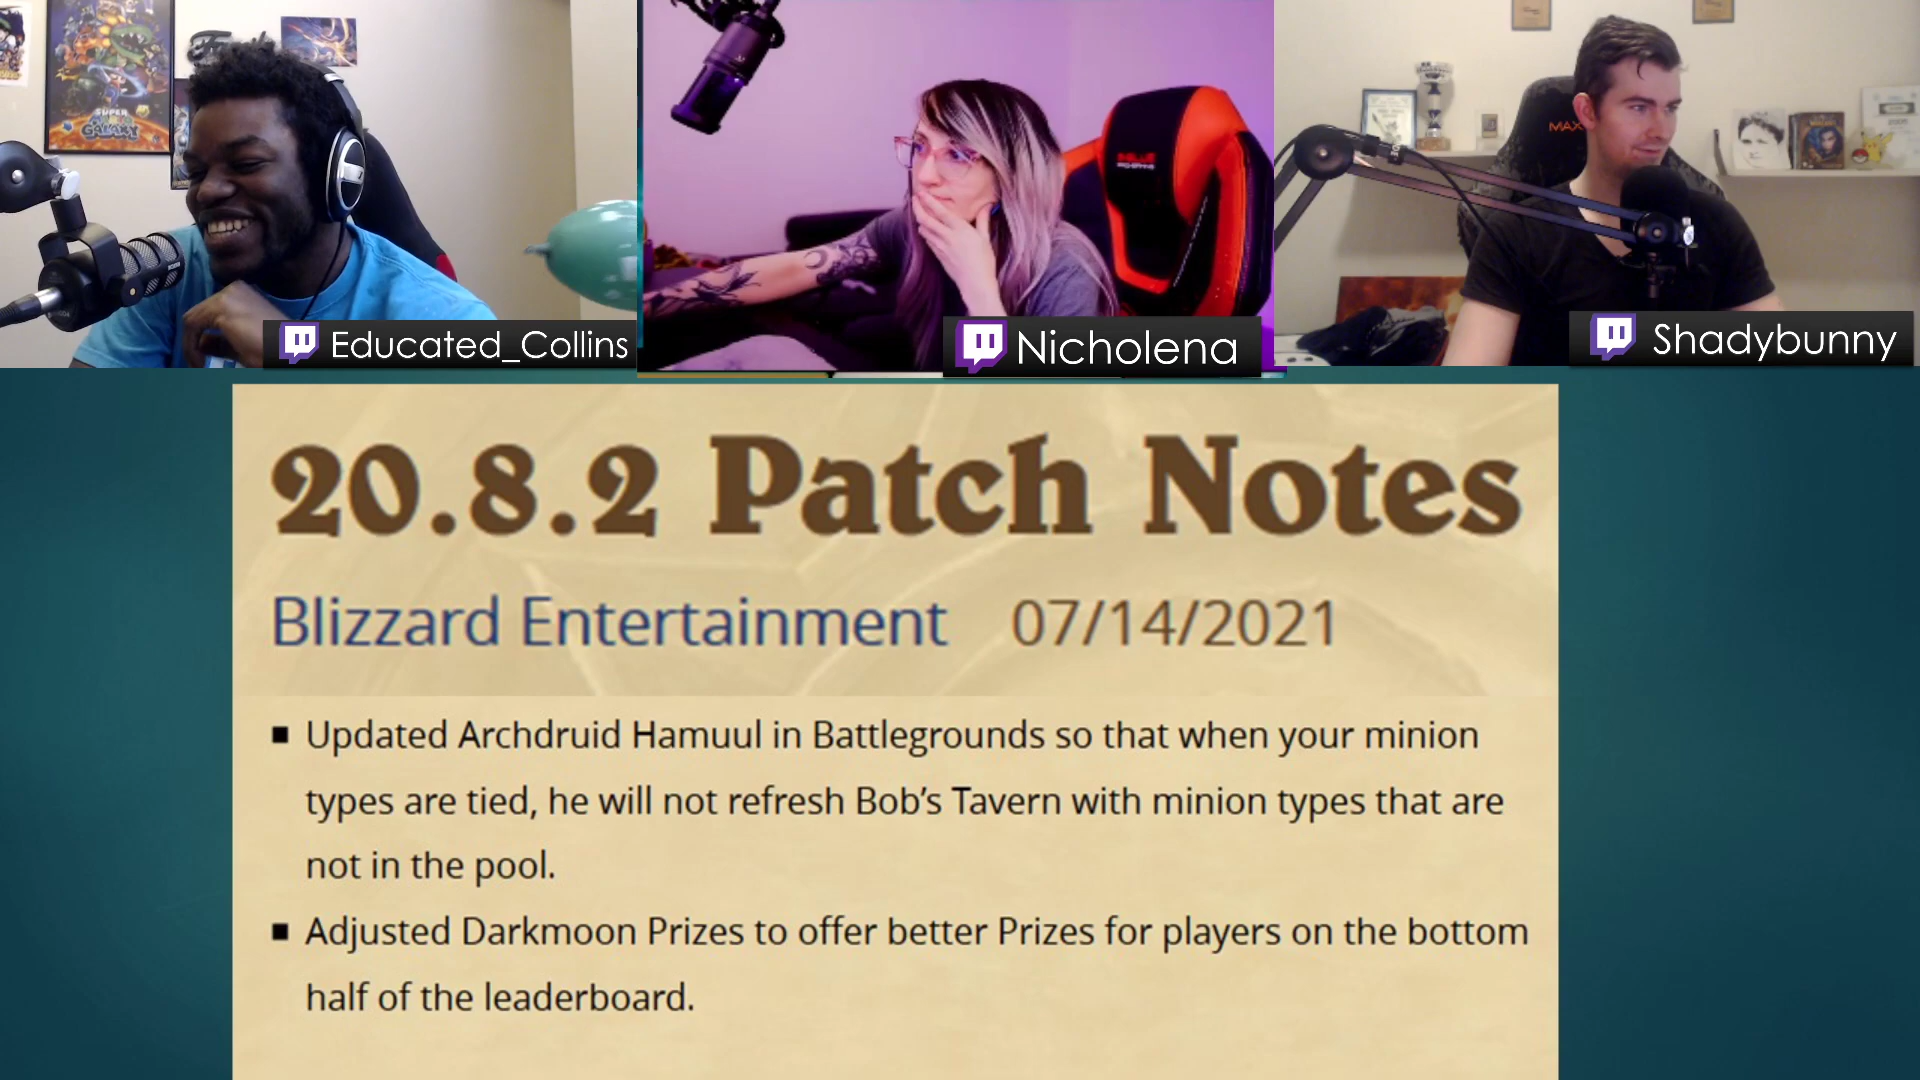 SUPER
GALAXY
MAX
Educated_Collins
Nicholena
Shadybunny
20.8.2 Patch Notes
Blizzard Entertainment 07/14/2021
▪ Updated Archdruid Hamuul in Battlegrounds so that when your minion
types are tied, he will not refresh Bob’s Tavern with minion types that are
not in the pool.
▪ Adjusted Darkmoon Prizes to offer better Prizes for players on the bottom
half of the leaderboard.